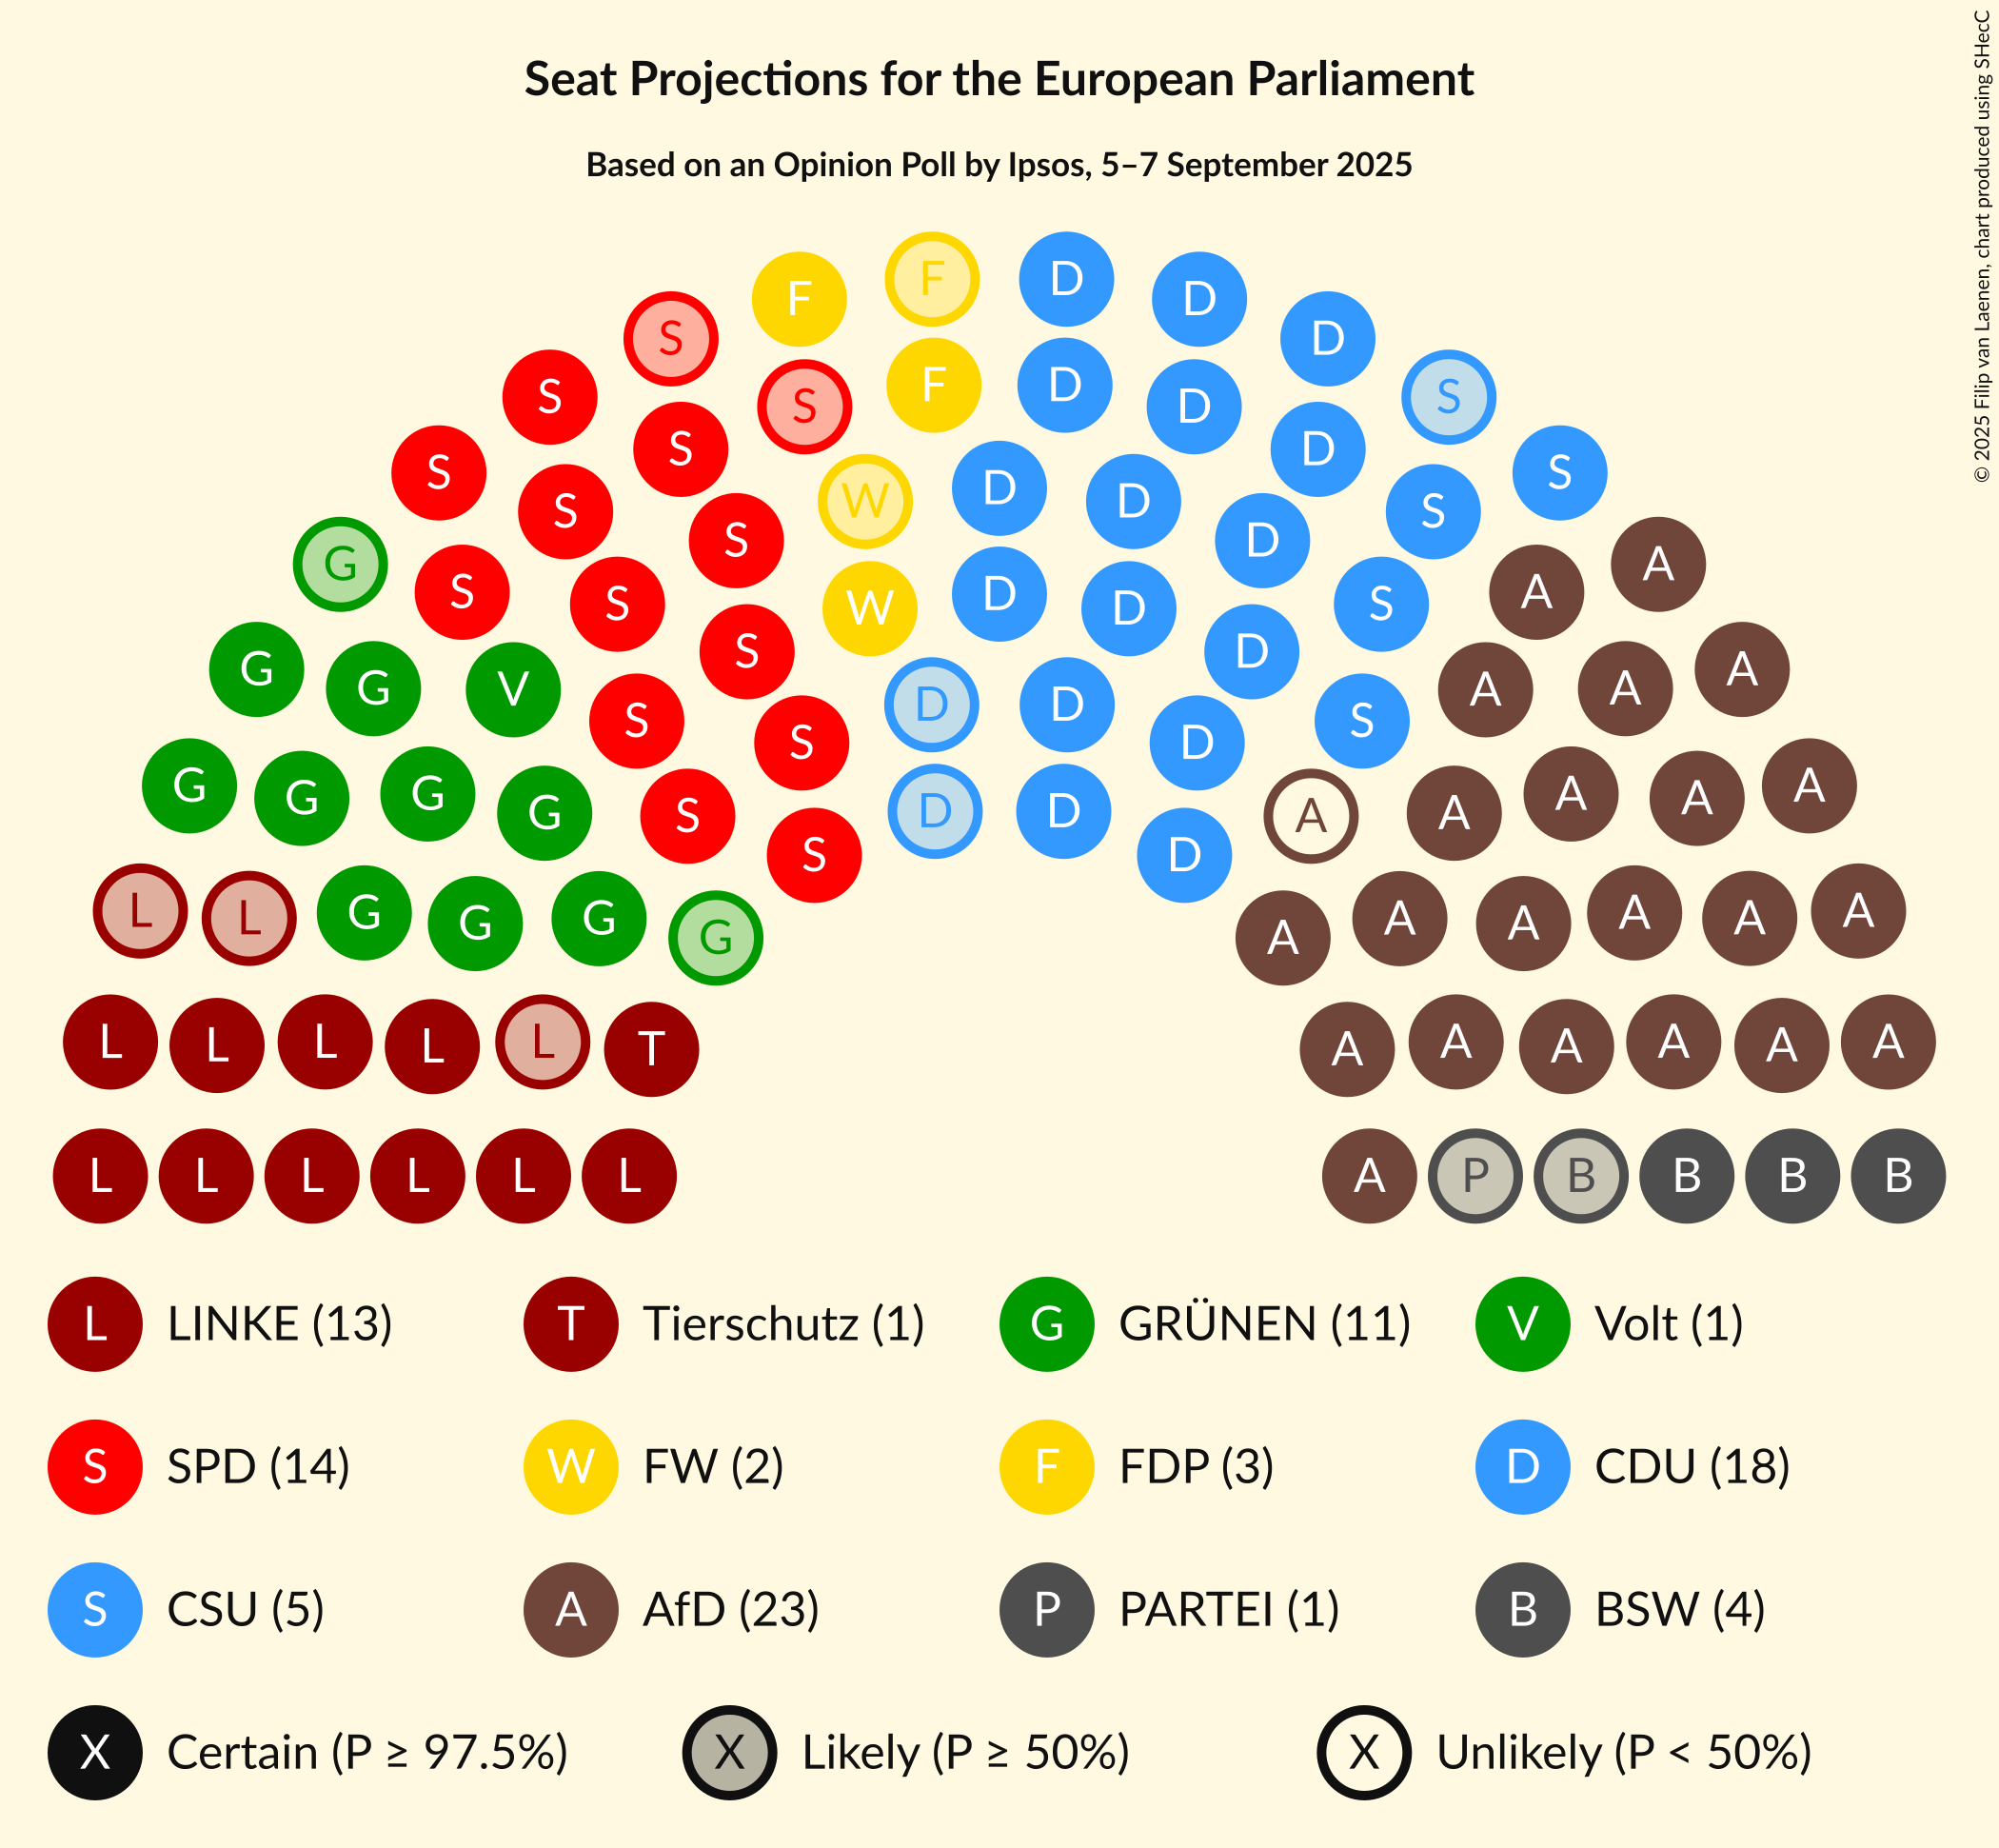 © 2025 Filip van Laenen, chart produced using SHecC
Seat Projections for the European Parliament
Based on an Opinion Poll by Ipsos, 5–7 September 2025
F F D D
S D
S S F D D S
S S D S
S W D D S
G S D A
S S W D D S A
G G V S D A A A
S S D D D S
G G G G S D D A A A A A
S D
L L G G G G A A A A A A
L L L L L T A A A A A A
L L L L L L A P B B B B
L LINKE (13) T Tierschutz (1) G GRÜNEN (11) V Volt (1)
S SPD (14) W FW (2) F FDP (3) D CDU (18)
S CSU (5) A AfD (23) P PARTEI (1) B BSW (4)
X Certain (P ≥ 97.5%) X Likely (P ≥ 50%) X Unlikely (P < 50%)